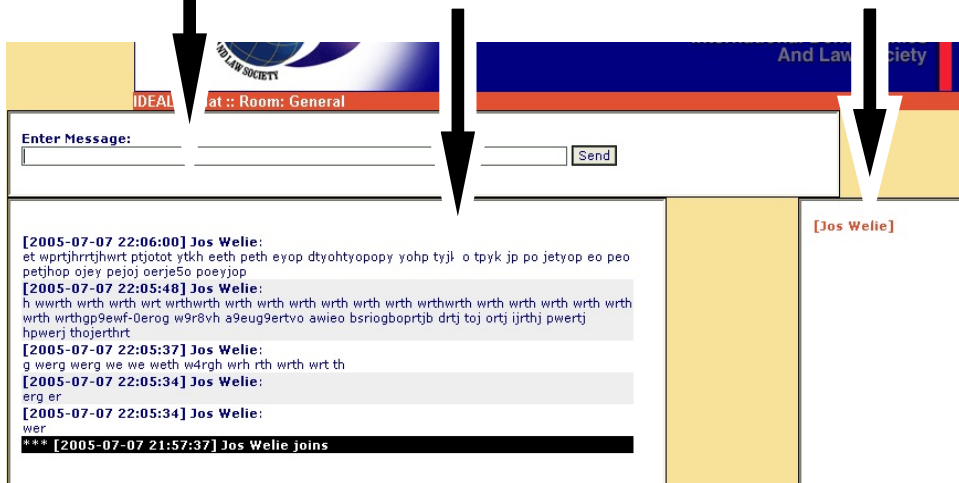 AND LAW SOCIETY
And Law
IDEAL at :: Room: General
Enter Message:
Send
[Jos Welie]
[2005-07-07 22:06:00] Jos Welie:
et wprtjhrrtjhwrt ptjotot ytkh eeth peth eyop dtyohtyopopy yohp o tpyk jp po jetyop eo peo
petjhop ojey pejoj oerje5o poeyjop
[2005-07-07 22:05:48] Jos Welie:
h wwrth wrth wrth wrt wrthwrth wrth wrth wrth wrth wrth wrth wrthwrth wrth wrth wrth wrth wrth
wrth wrthgp9ewf-0erog w9r8vh a9eug9ertvo awieo bsriogboprtjb drtj toj ortj ijrthj pwertj
hpwerj thojerthrt
[2005-07-07 22:05:37] Jos Welie:
g werg werg we we weth w4rgh wrh rth wrth wrt th
[2005-07-07 22:05:34] Jos Welie:
erg er
[2005-07-07 22:05:34] Jos Welie:
wer
*** [2005-07-07 21:57:37] Jos Welie joins